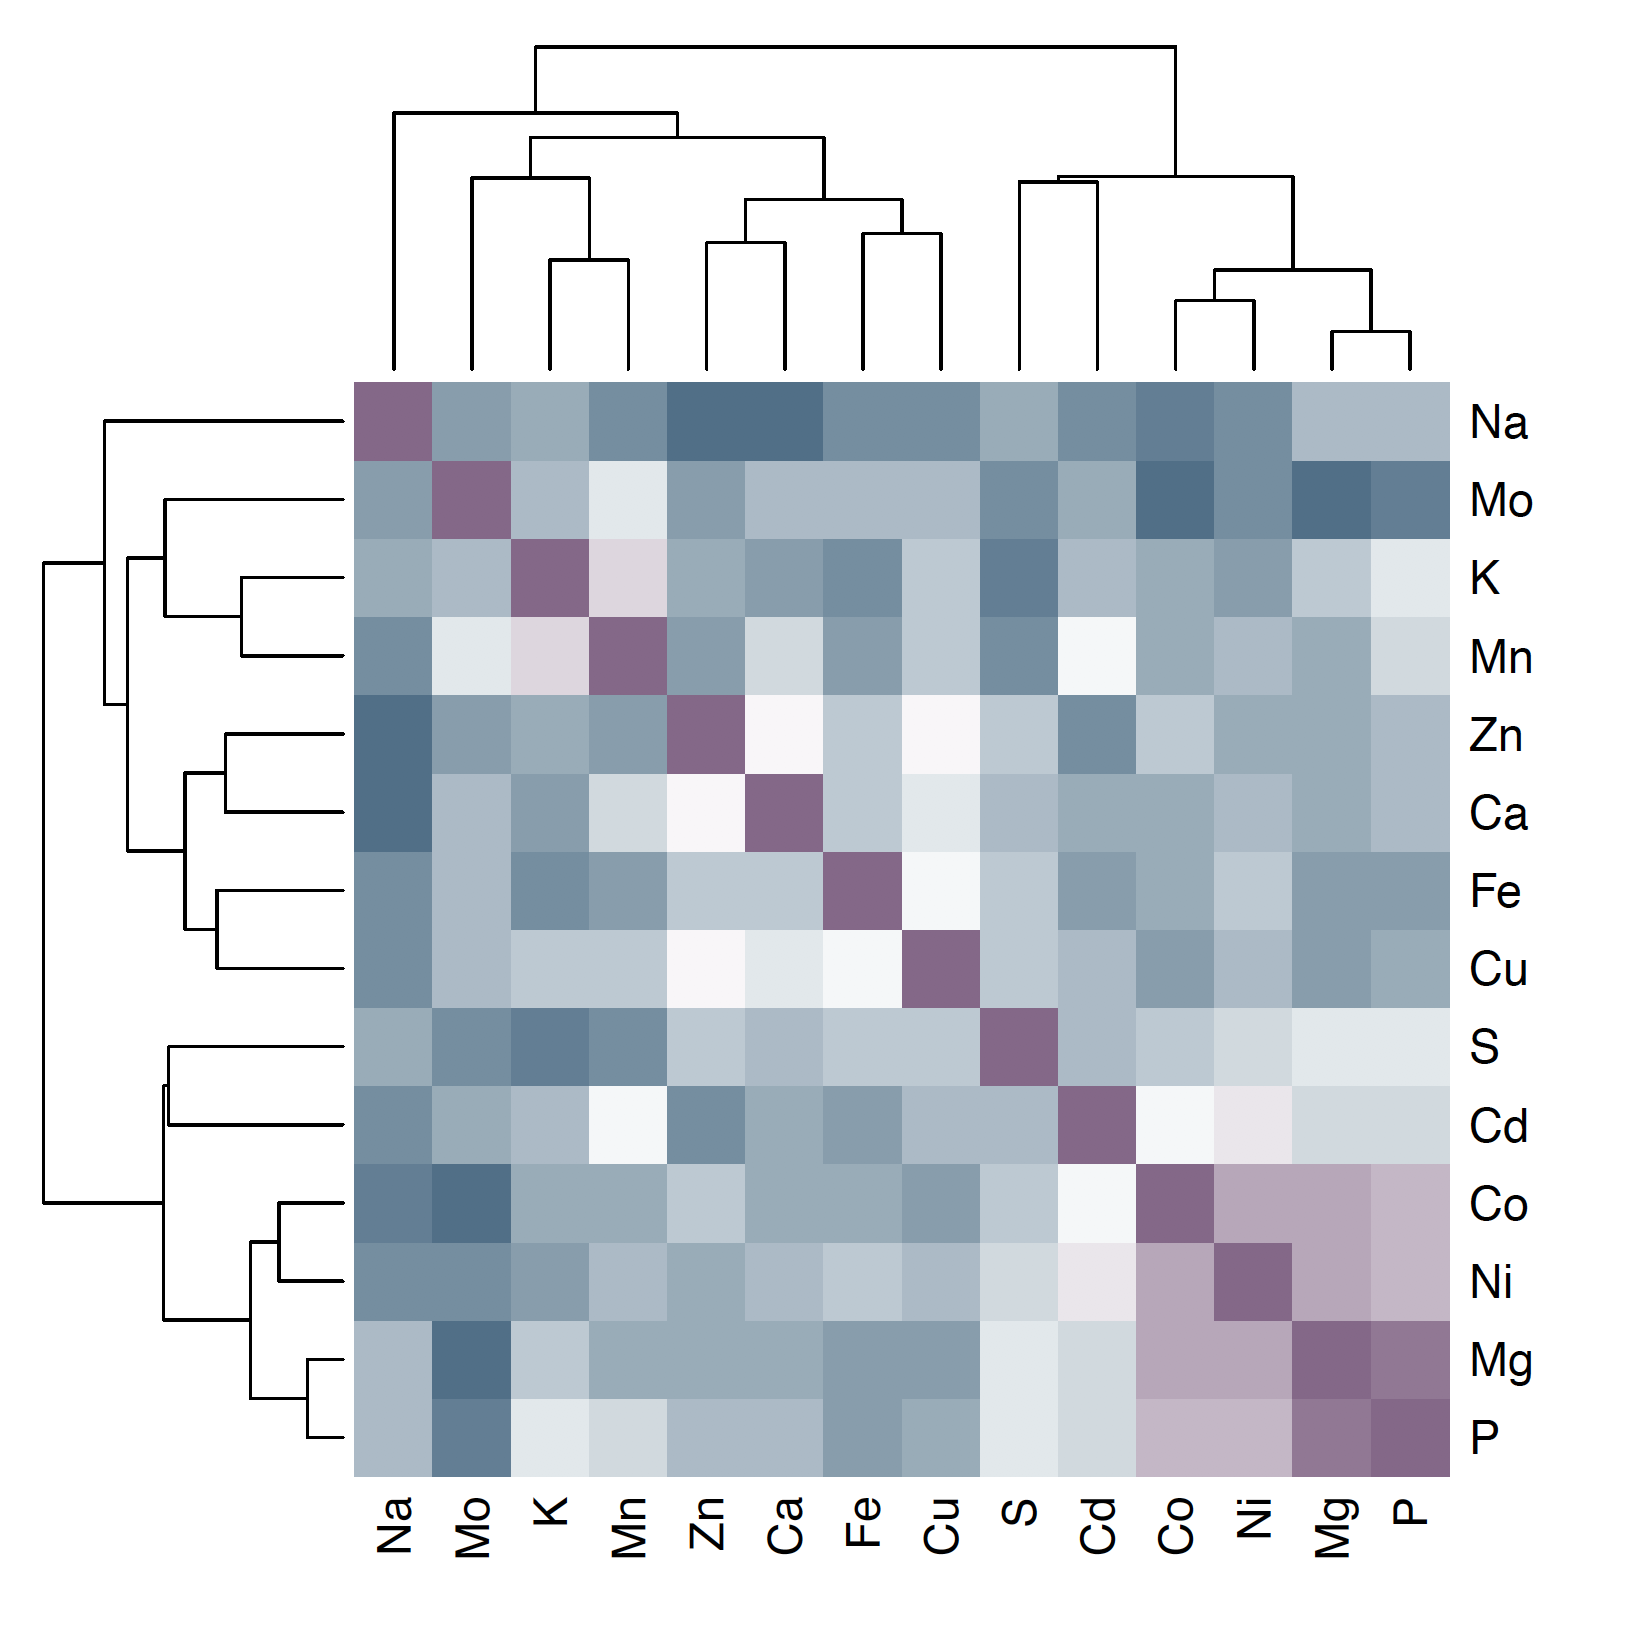 Na
Mo
K
Mn
Zn
Ca
Fe
Cu
S
Cd
Co
Ni
Mg
P
Na Mo K Mn Zn Ca Fe Cu S Cd Co Ni Mg P